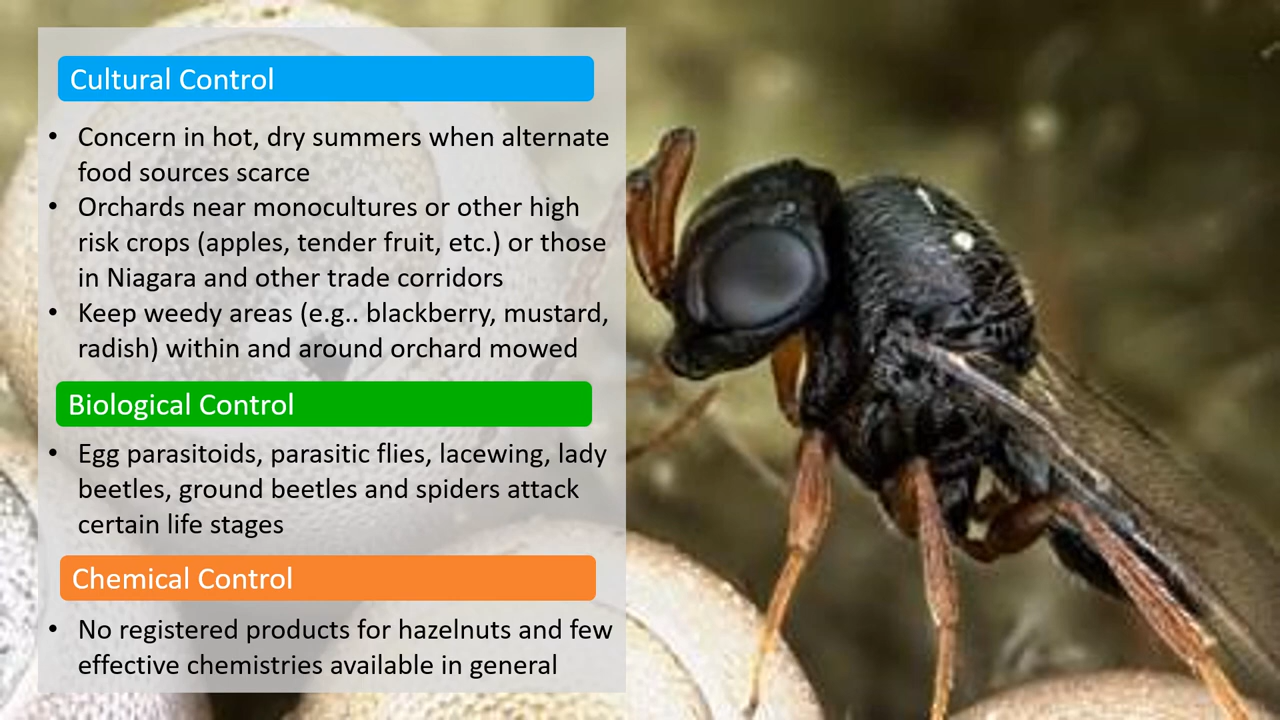 Cultural Control
• Concern in hot, dry summers when alternate
food sources scarce
• Orchards near monocultures or other high
risk crops (apples, tender fruit, etc.) or those
in Niagara and other trade corridors
• Keep weedy areas (e.g.. blackberry, mustard,
radish) within and around orchard mowed
Biological Control
• Egg parasitoids, parasitic flies, lacewing, lady
beetles, ground beetles and spiders attack
certain life stages
Chemical Control
• No registered products for hazelnuts and few
effective chemistries available in general